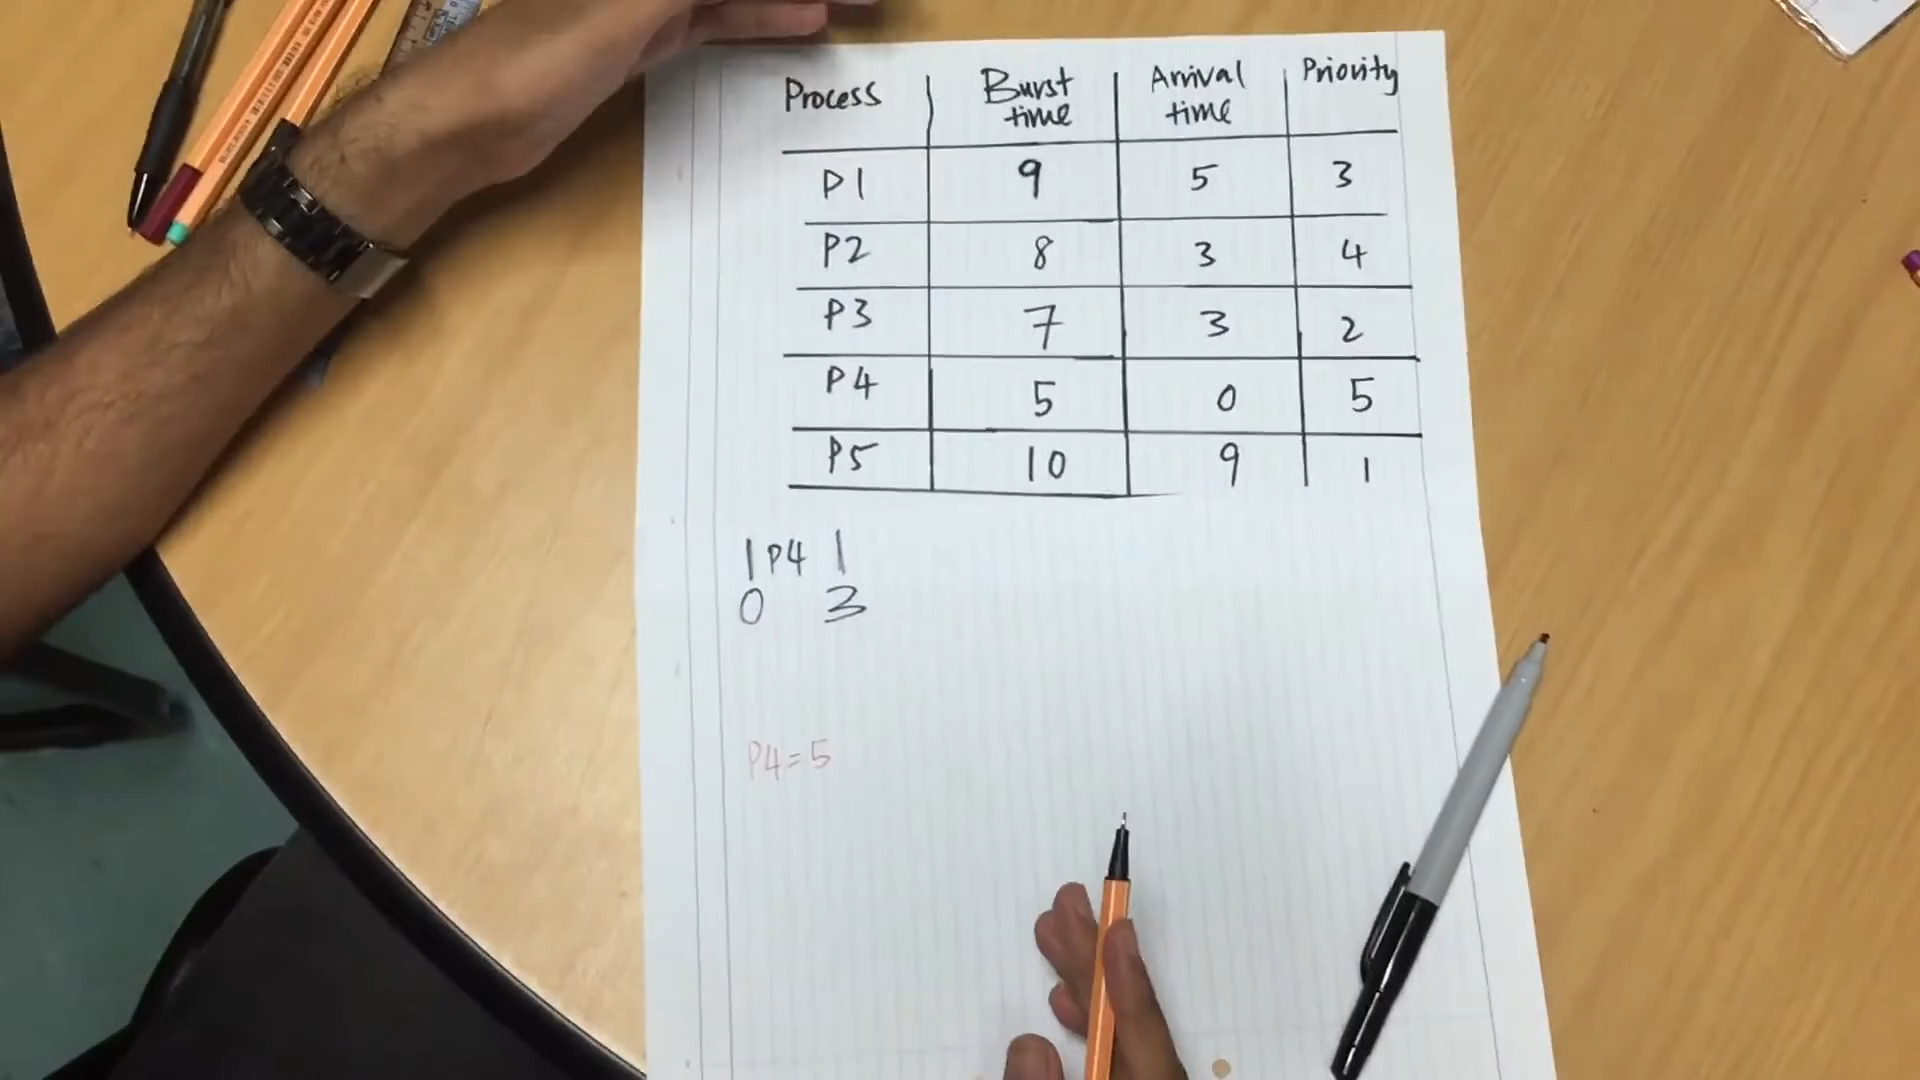 Process Burst time Arrival time Priority
P1 9 5 3
P2 8 3 4
P3 7 3 2
P4 5 0 5
P5 10 9 1
| P4 |
0 3
P4=5